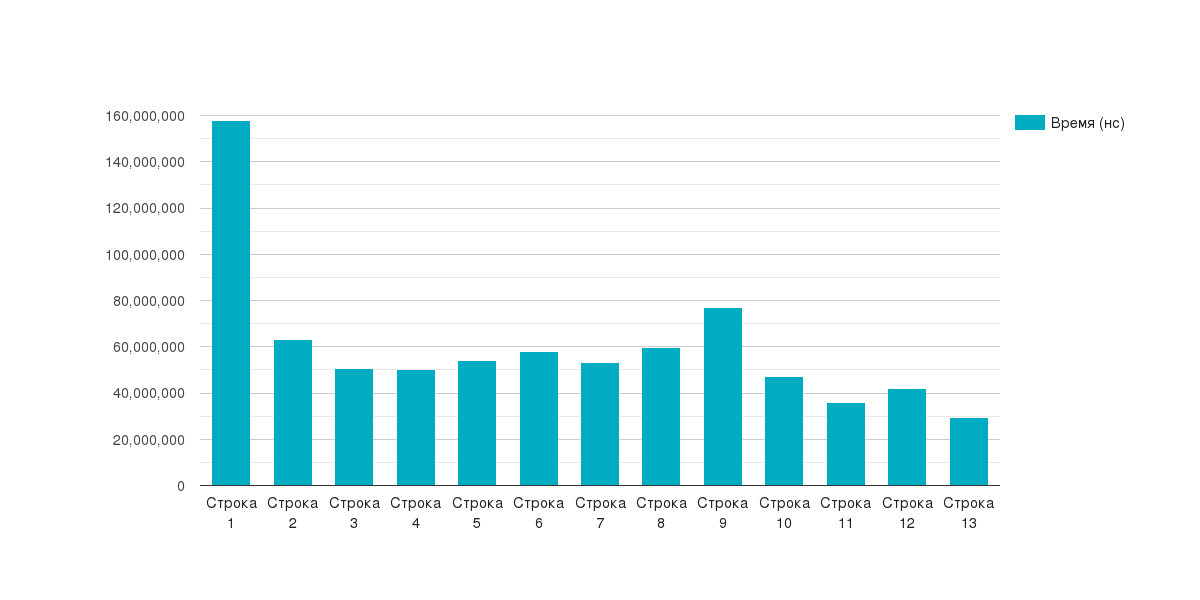 160,000,000
140,000,000
120,000,000
100,000,000
80,000,000
60,000,000
40,000,000
20,000,000
0
Время (нс)
Строка 1
Строка 2
Строка 3
Строка 4
Строка 5
Строка 6
Строка 7
Строка 8
Строка 9
Строка 10
Строка 11
Строка 12
Строка 13